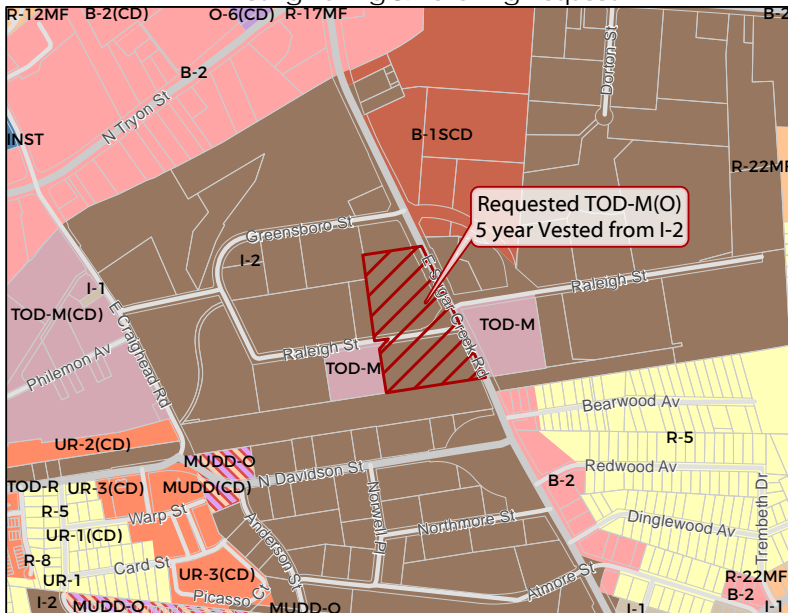 R-12MF
B-2(CD)
O-6(CD)
R-17MF
B-2
N Tryon St
Dorton St
B-2
INST
B-1SCD
R-22MF
Requested TOD-M(O)
5 year Vested from I-2
Greensboro St
I-2
E Sugar Creek Rd
Raleigh St
I-1
TOD-M(CD)
E Craighead Rd
TOD-M
Philemon Av
Raleigh St
TOD-M
Bearwood Av
UR-2(CD)
R-5
MUDD-O
N Davidson St
Redwood Av
TOD-R
UR-3(CD)
MUDD(CD)
B-2
R-5
Warp St
Anderson St
Norwell Pl
Northmore St
Dinglewood Av
Trembeth Dr
UR-1(CD)
R-8
Card St
UR-3(CD)
Atmore St
UR-1
Picasso Ct
R-22MF
B-2
I-2
MUDD-O
MUDD-O
I-1
I-1